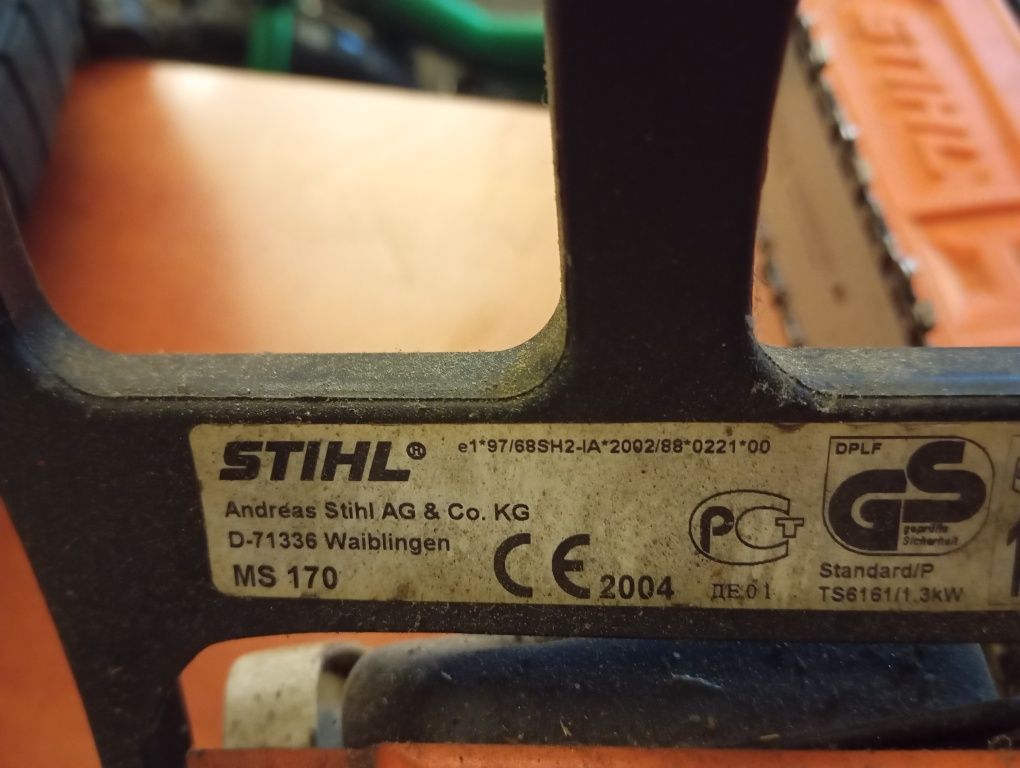 STIHL
STIHL® e1*97/68SH2-IA*2002/88*0221*00
Andreas Stihl AG & Co. KG
D-71336 Waiblingen
MS 170
CE 2004
РСТ
ДЕ01
DPLF
GS
geprüfte
Sicherheit
Standard/P
TS6161/1.3kW